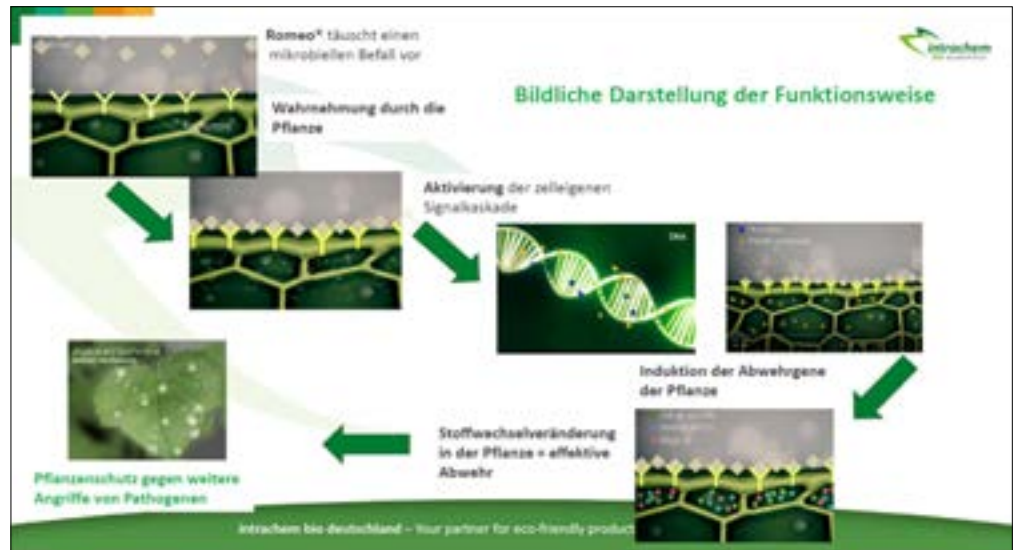 Romeo® täuscht einen
mikrobiellen Befall vor
intrachem
Bildliche Darstellung der Funktionsweise
Wahrnehmung durch die
Pflanze
Aktivierung der zelleigenen
Signalkaskade
DNA
Induktion der Abwehrgene
der Pflanze
Stoffwechselveränderung
in der Pflanze = effektive
Abwehr
Pflanzenschutz gegen weitere
Angriffe von Pathogenen
intrachem bio deutschland – Your partner for eco-friendly product